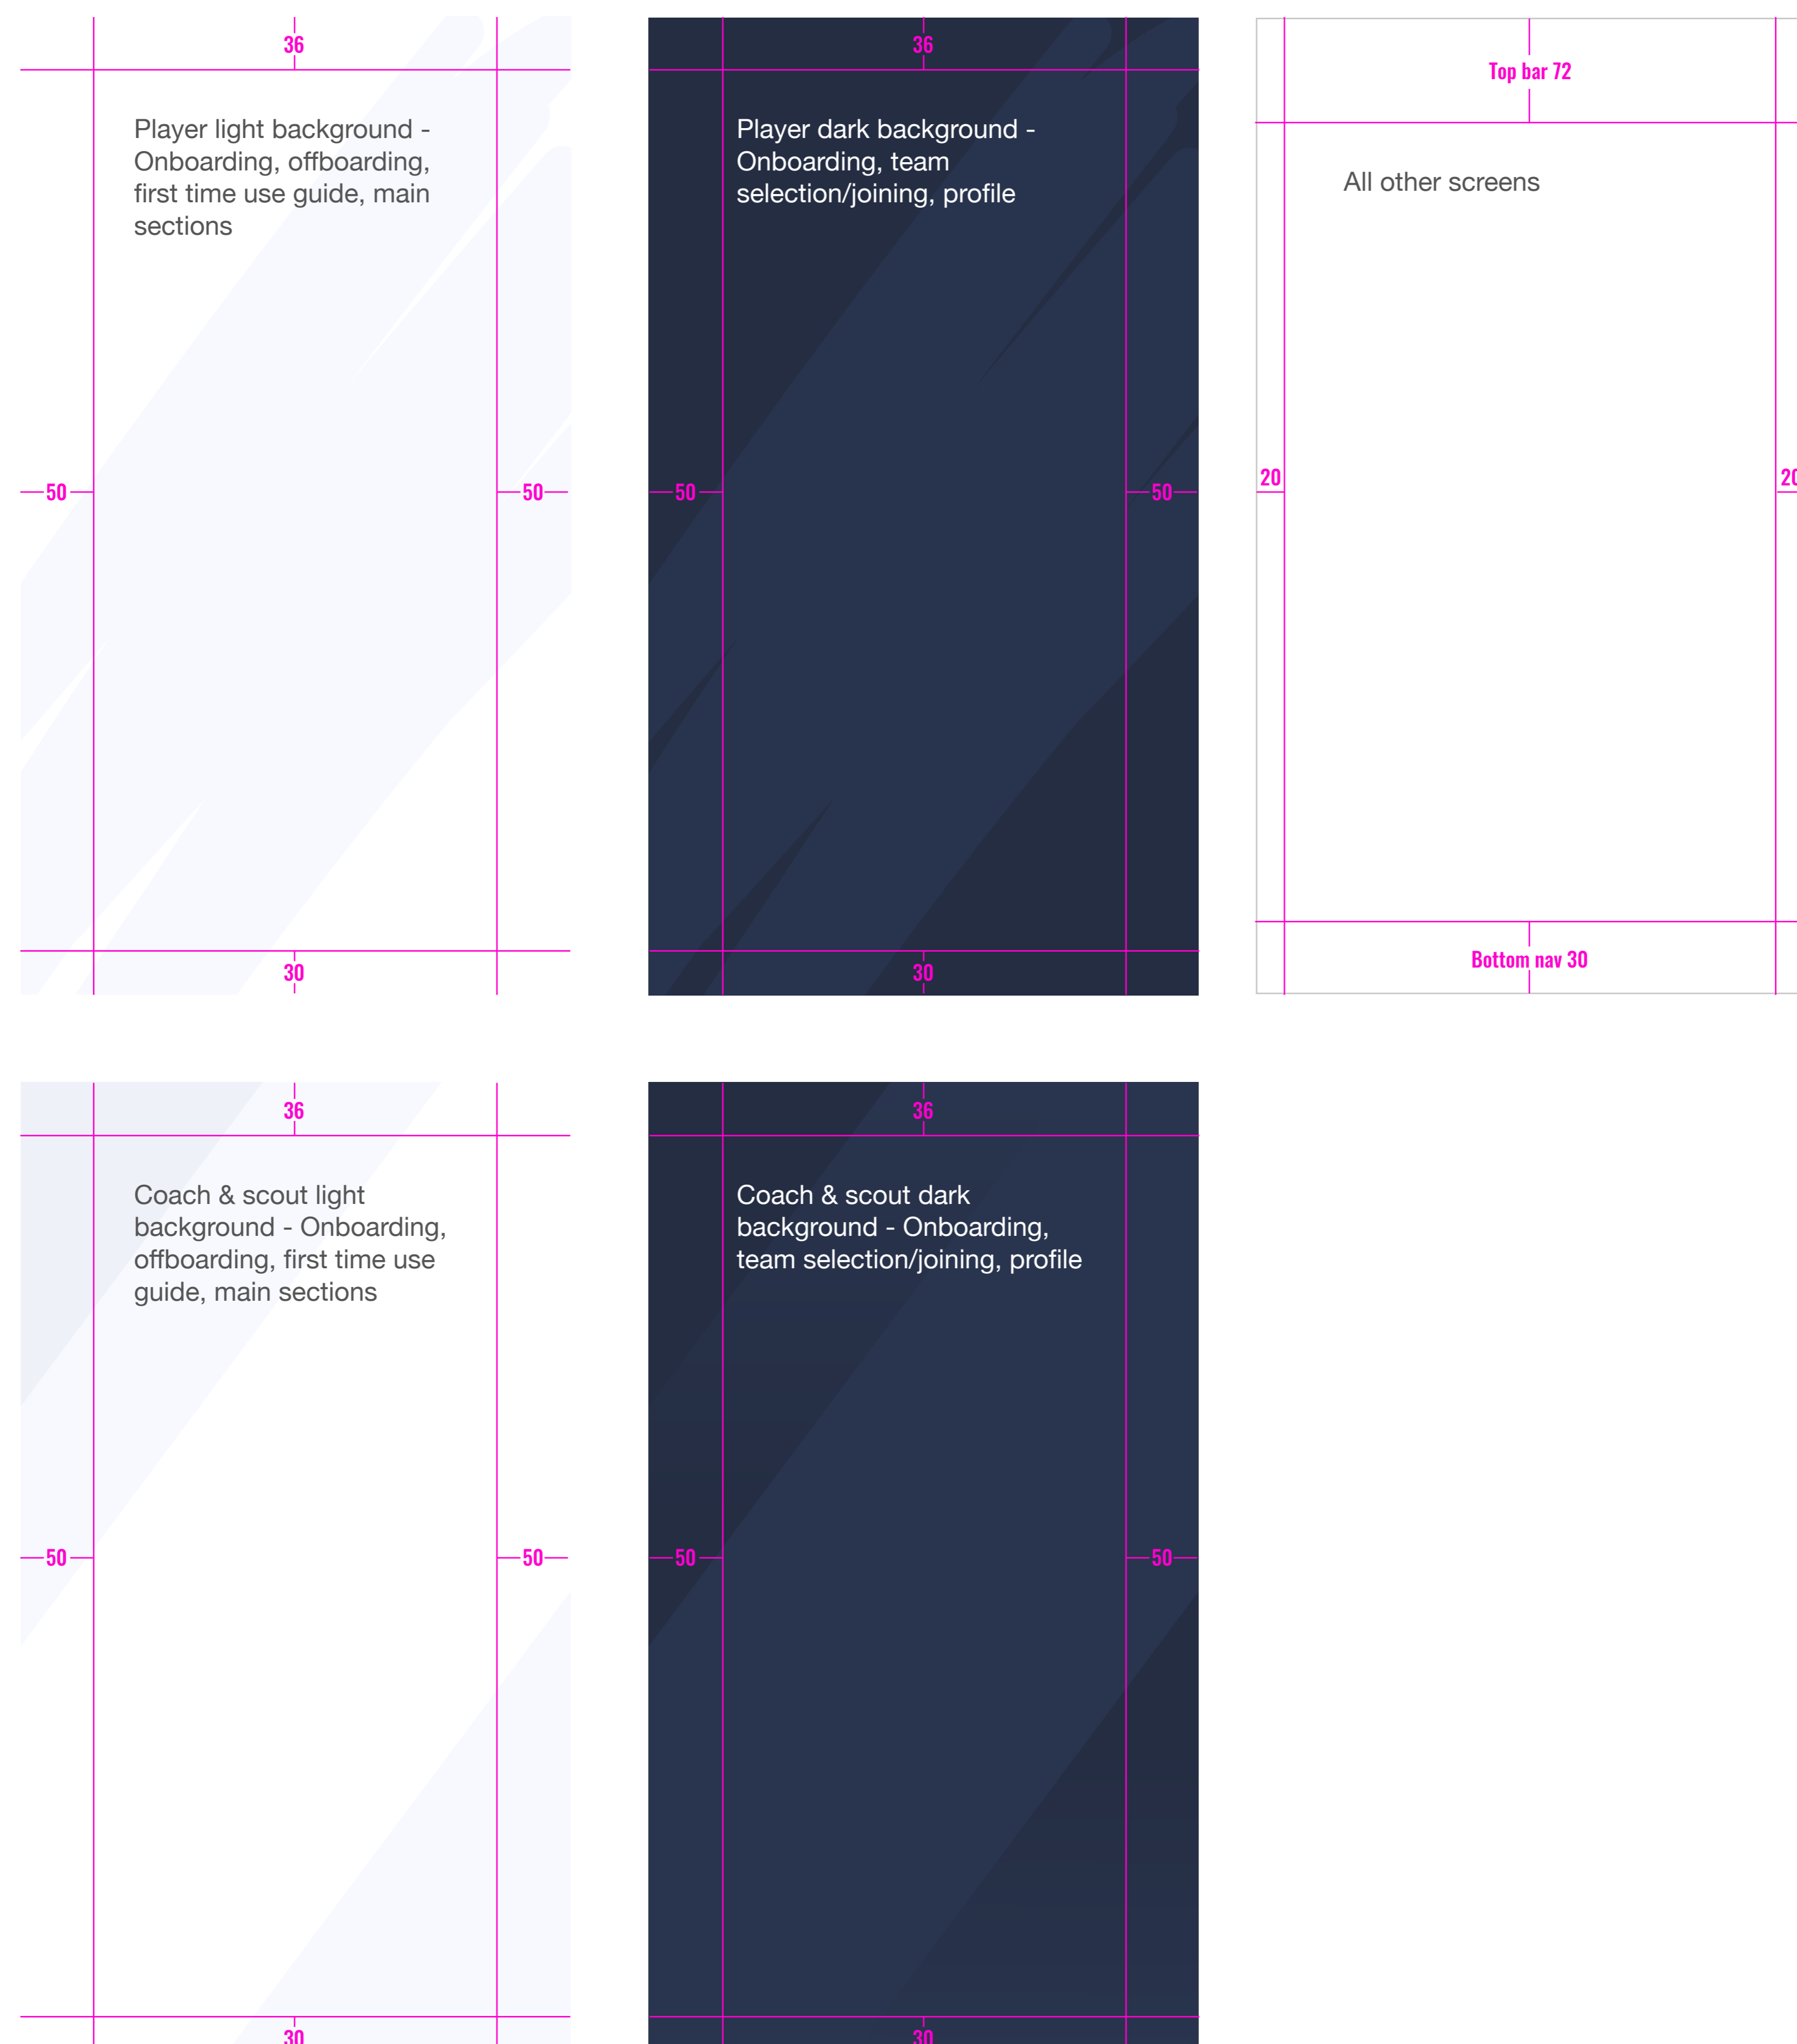 36
Player light background -
Onboarding, offboarding,
first time use guide, main
sections
50
50
30
36
Player dark background -
Onboarding, team
selection/joining, profile
50
50
30
Top bar 72
All other screens
20
20
Bottom nav 30
36
Coach & scout light
background - Onboarding,
offboarding, first time use
guide, main sections
50
50
30
36
Coach & scout dark
background - Onboarding,
team selection/joining, profile
50
50
30